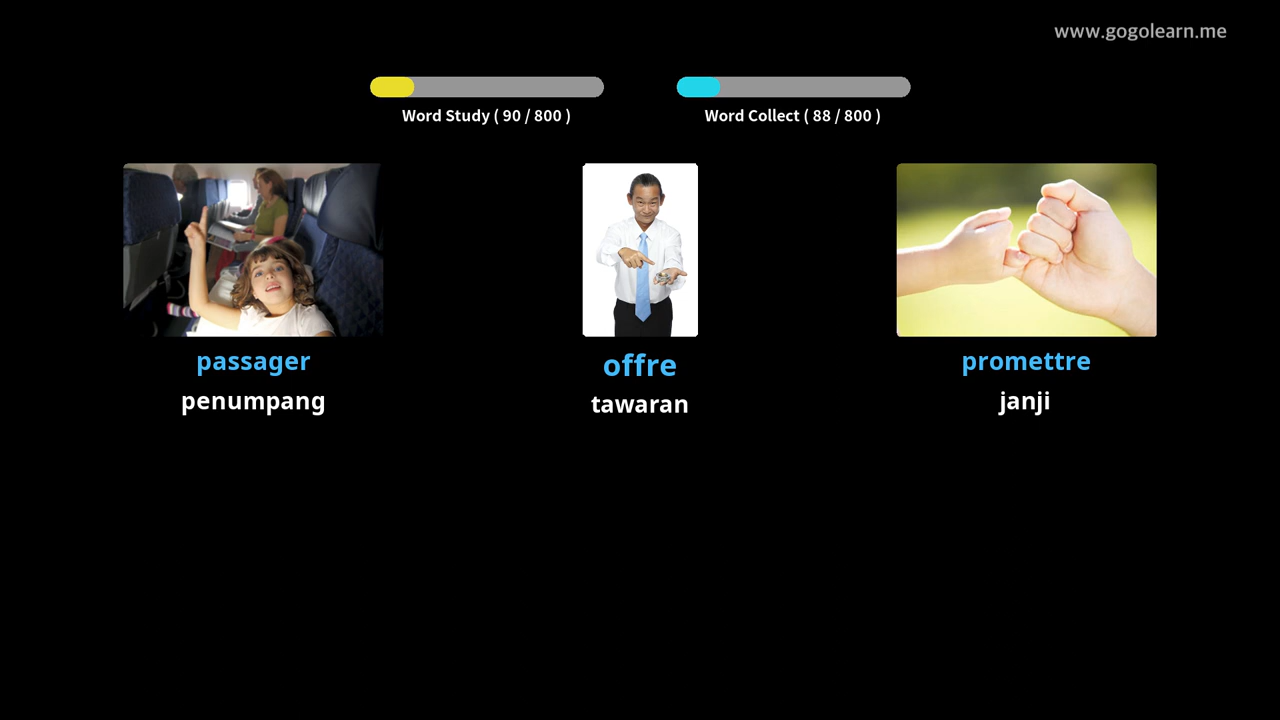 www.gogolearn.me
Word Study ( 90 / 800 )
Word Collect ( 88 / 800 )
passager
penumpang
offre
tawaran
promettre
janji